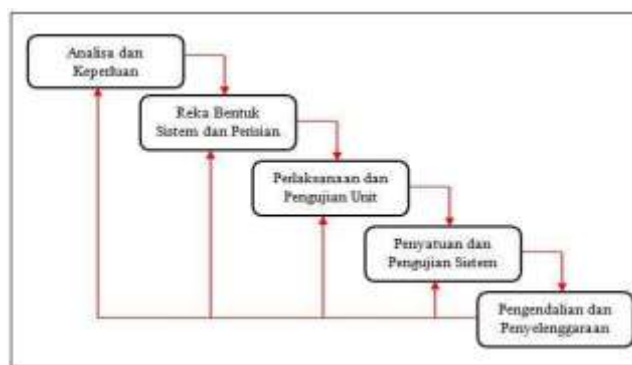 Analisa dan
Keperluan
Reka Bentuk
Sistem dan Perisian
Perlaksanaan dan
Pengujian Unit
Penyatuan dan
Pengujian Sistem
Pengendalian dan
Penyelenggaraan